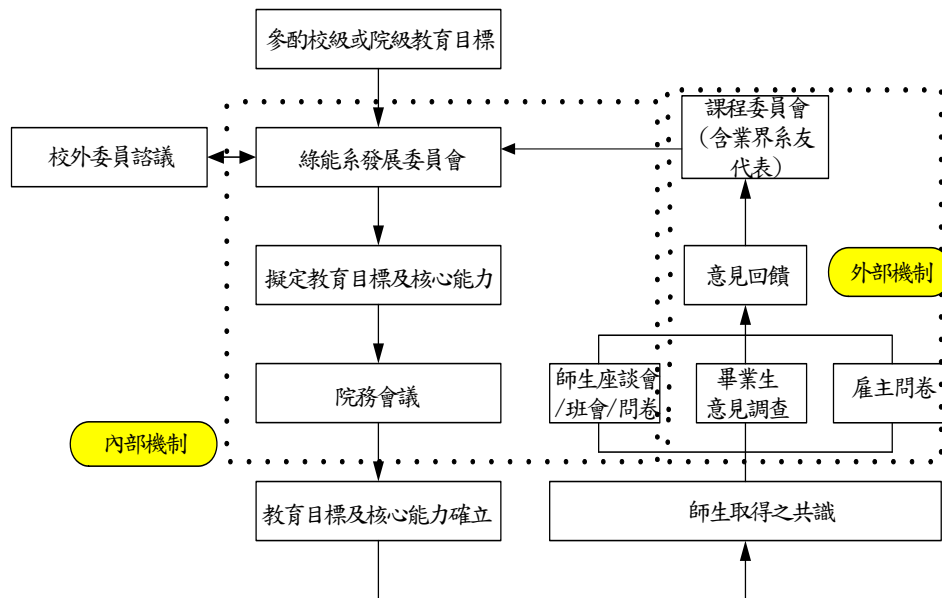 參酌校級或院級教育目標
課程委員會
（含業界系友
代表）
校外委員諮議
綠能系發展委員會
擬定教育目標及核心能力
意見回饋
外部機制
院務會議
師生座談會
/班會/問卷
畢業生
意見調查
雇主問卷
內部機制
教育目標及核心能力確立
師生取得之共識